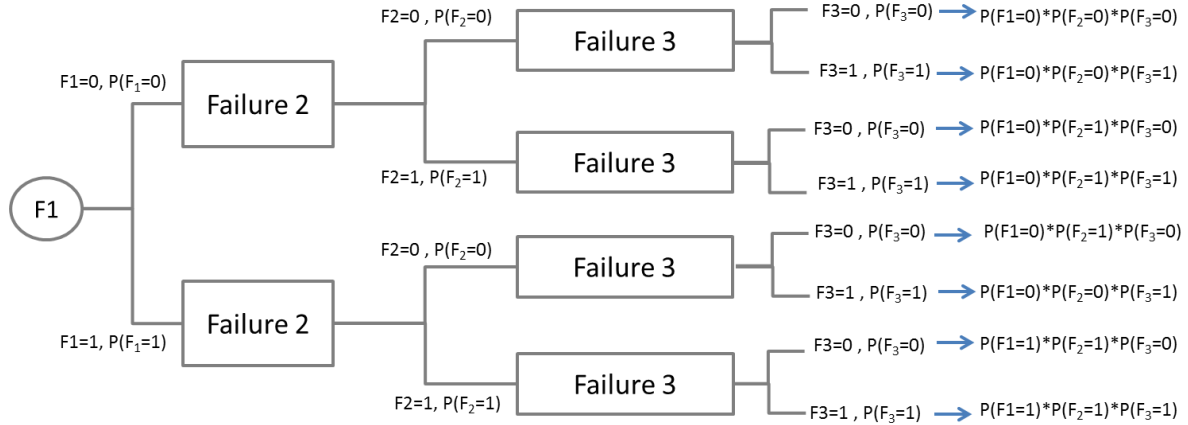 F2=0 , P(F₂=0)
F3=0 , P(F₃=0)
P(F1=0)*P(F₂=0)*P(F₃=0)
Failure 3
F1=0, P(F₁=0)
F3=1 , P(F₃=1)
P(F1=0)*P(F₂=0)*P(F₃=1)
Failure 2
F3=0 , P(F₃=0)
P(F1=0)*P(F₂=1)*P(F₃=0)
Failure 3
F2=1, P(F₂=1)
F3=1 , P(F₃=1)
P(F1=0)*P(F₂=1)*P(F₃=1)
F1
F2=0 , P(F₂=0)
F3=0 , P(F₃=0)
P(F1=0)*P(F₂=1)*P(F₃=0)
Failure 3
F3=1 , P(F₃=1)
P(F1=0)*P(F₂=0)*P(F₃=1)
Failure 2
F1=1, P(F₁=1)
F3=0 , P(F₃=0)
P(F1=1)*P(F₂=1)*P(F₃=0)
Failure 3
F2=1, P(F₂=1)
F3=1 , P(F₃=1)
P(F1=1)*P(F₂=1)*P(F₃=1)